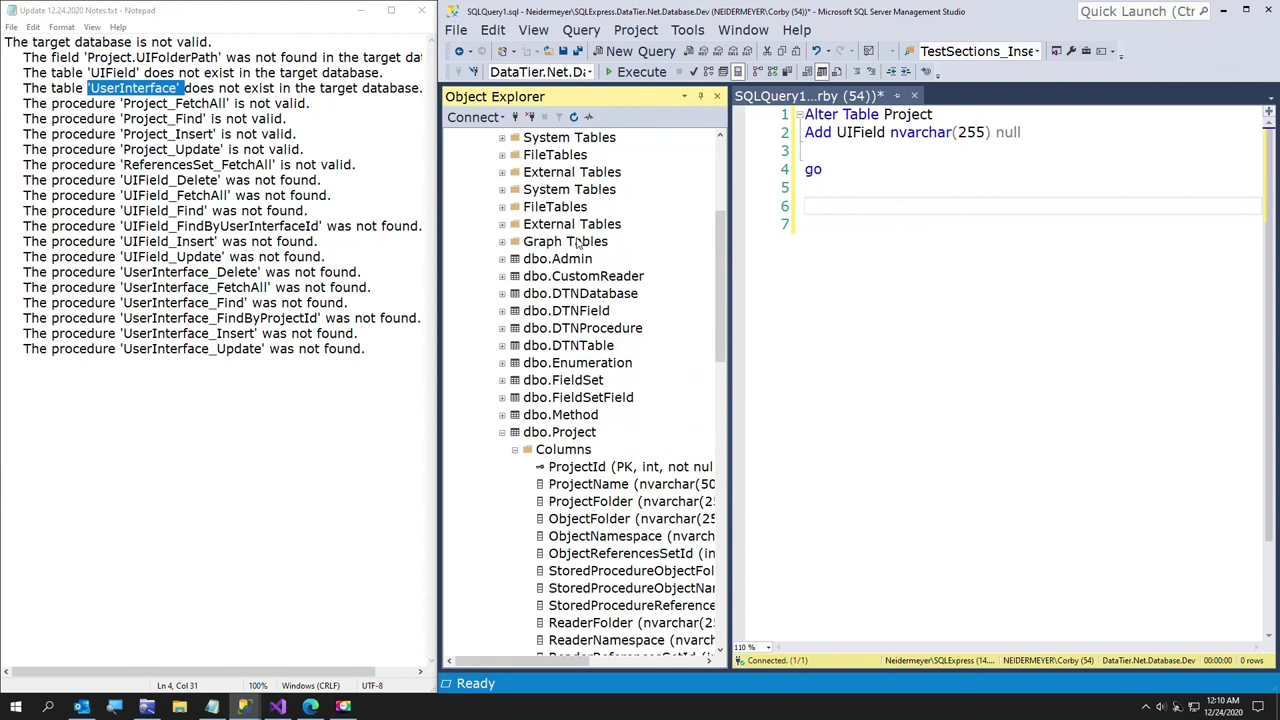 Update 12.24.2020 Notes.txt - Notepad
File Edit Format View Help
The target database is not valid.
The field 'Project.UIFolderPath' was not found in the target dat
The table 'UIField' does not exist in the target database.
The table 'UserInterface' does not exist in the target database.
The procedure 'Project_FetchAll' is not valid.
The procedure 'Project_Find' is not valid.
The procedure 'Project_Insert' is not valid.
The procedure 'Project_Update' is not valid.
The procedure 'ReferencesSet_FetchAll' is not valid.
The procedure 'UIField_Delete' was not found.
The procedure 'UIField_FetchAll' was not found.
The procedure 'UIField_Find' was not found.
The procedure 'UIField_FindByUserInterfaceId' was not found.
The procedure 'UIField_Insert' was not found.
The procedure 'UIField_Update' was not found.
The procedure 'UserInterface_Delete' was not found.
The procedure 'UserInterface_FetchAll' was not found.
The procedure 'UserInterface_Find' was not found.
The procedure 'UserInterface_FindByProjectId' was not found.
The procedure 'UserInterface_Insert' was not found.
The procedure 'UserInterface_Update' was not found.
Ln 4, Col 31 100% Windows (CRLF) UTF-8
SQLQuery1.sql - Neidermeyer\SQLExpress.DataTier.Net.Database.Dev (NEIDERMEYER\Corby (54))* - Microsoft SQL Server Management Studio
Quick Launch (Ctr
File Edit View Query Project Tools Window Help
New Query
TestSections_Inse
DataTier.Net.Da
Execute
Object Explorer
Connect
System Tables
FileTables
External Tables
System Tables
FileTables
External Tables
Graph Tables
dbo.Admin
dbo.CustomReader
dbo.DTNDatabase
dbo.DTNField
dbo.DTNProcedure
dbo.DTNTable
dbo.Enumeration
dbo.FieldSet
dbo.FieldSetField
dbo.Method
dbo.Project
Columns
ProjectId (PK, int, not nul
ProjectName (nvarchar(50
ProjectFolder (nvarchar(25
ObjectFolder (nvarchar(25
ObjectNamespace (nvarchar
ObjectReferencesSetId (in
StoredProcedureObjectFol
StoredProcedureObjectNa
StoredProcedureReference
ReaderFolder (nvarchar(25
ReaderNamespace (nvarch
SQLQuery1...rby (54))*
1 Alter Table Project
2 Add UIField nvarchar(255) null
3
4 go
5
6
7
110 %
Connected. (1/1) Neidermeyer\SQLExpress (14.... NEIDERMEYER\Corby (54) DataTier.Net.Database.Dev 00:00:00 0 rows
Ready
12:10 AM
12/24/2020